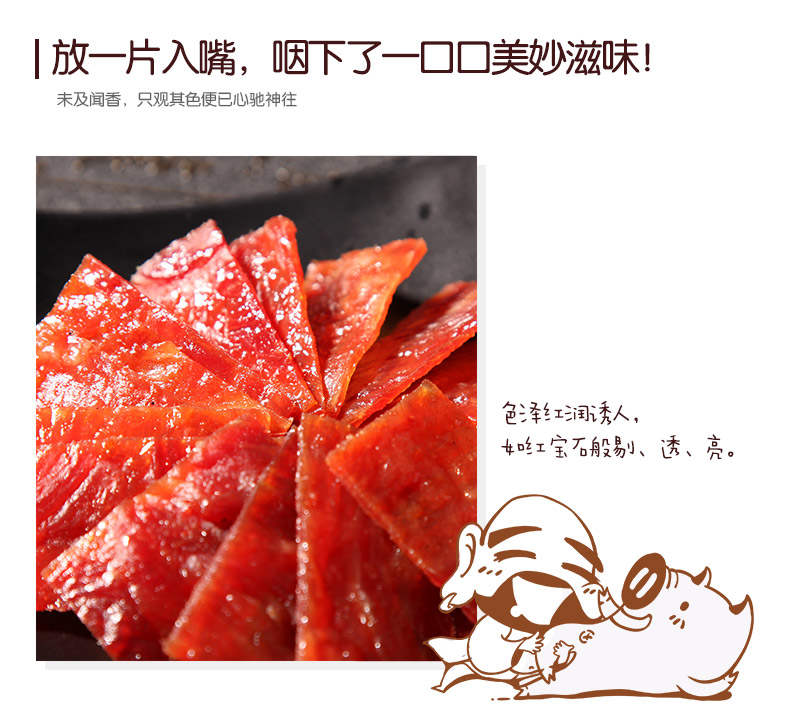 放一片入嘴，咽下了一口口美妙滋味！
未及闻香，只观其色便已心驰神往
色泽红润诱人，
如红宝石般剔、透、亮。